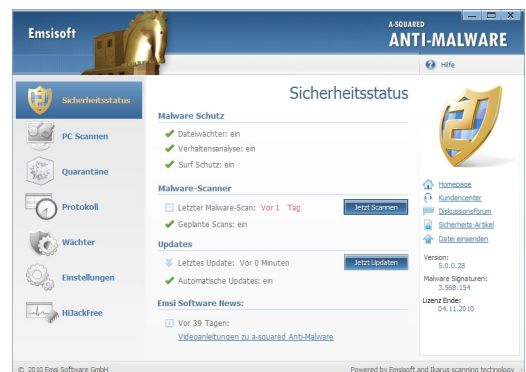 Emsisoft
A-SQUARED
ANTI-MALWARE
Hilfe
Sicherheitsstatus
PC Scannen
Quarantäne
Protokoll
Wächter
Einstellungen
HiJackFree
Sicherheitsstatus
Malware Schutz
Dateiwächter: ein
Verhaltensanalyse: ein
Surf Schutz: ein
Malware-Scanner
Letzter Malware-Scan: Vor 1 Tag
Jetzt Scannen
Geplante Scans: ein
Updates
Letztes Update: Vor 0 Minuten
Jetzt Updaten
Automatische Updates: ein
Emsi Software News:
Vor 39 Tagen:
Videoanleitungen zu a-squared Anti-Malware
Homepage
Kundencenter
Diskussionsforum
Sicherheits-Artikel
Datei einsenden
Version:
5.0.0.28
Malware Signaturen:
3.568.154
Lizenz Ende:
04.11.2010
© 2010 Emsi Software GmbH
Powered by Emsisoft and Ikarus scanning technology